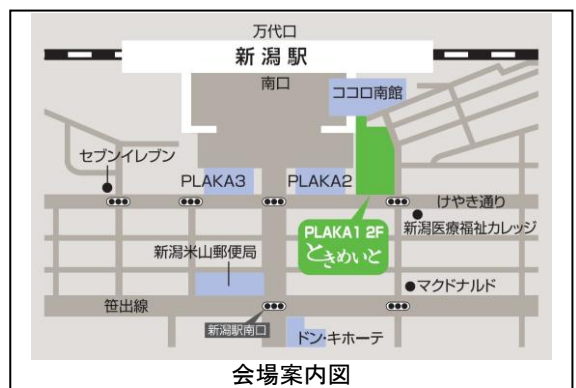 万代口
新潟駅
南口
ココロ南館
セブンイレブン
PLAKA3
PLAKA2
けやき通り
PLAKA1 2F
ときめいと
新潟医療福祉カレッジ
新潟米山郵便局
マクドナルド
笹出線
新潟駅南口
ドン・キホーテ
会場案内図